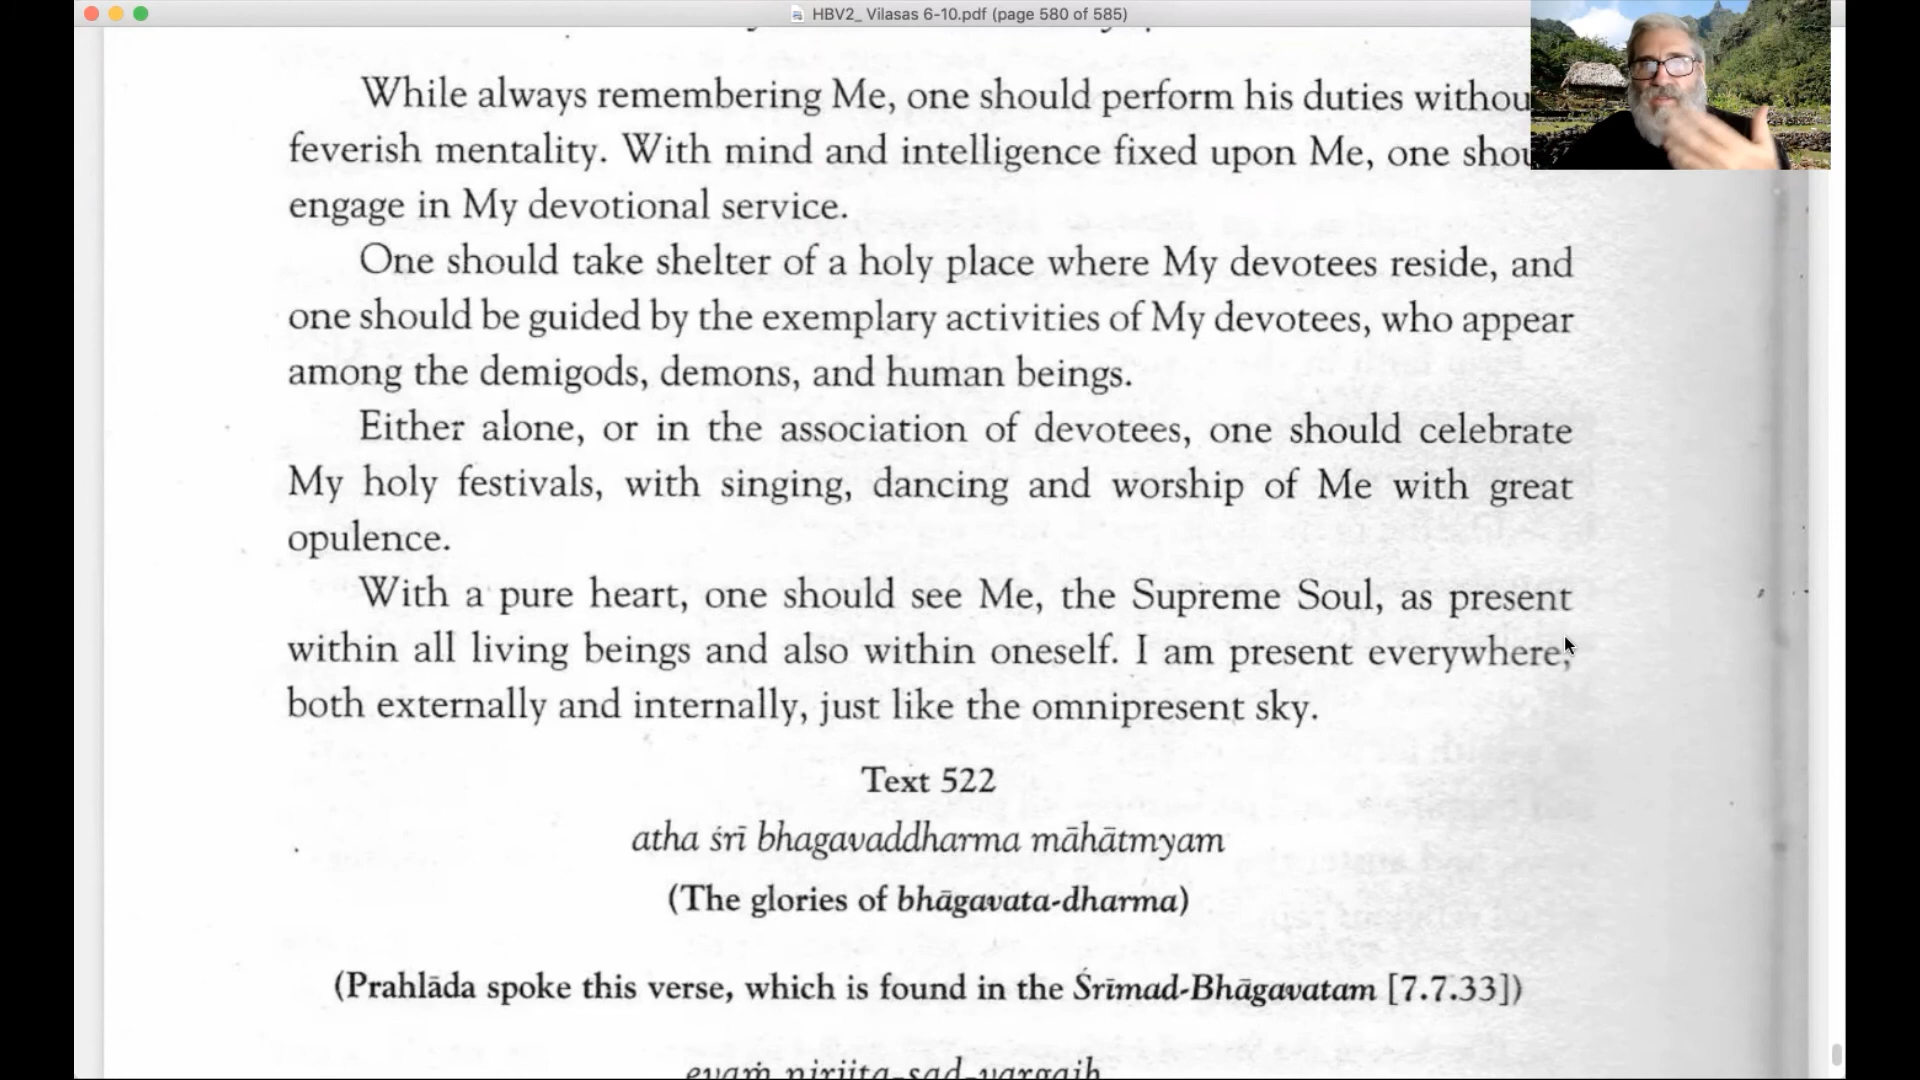 HBV2_ Vilasas 6-10.pdf (page 580 of 585)
While always remembering Me, one should perform his duties
feverish mentality. With mind and intelligence fixed upon Me, one
engage in My devotional service.
One should take shelter of a holy place where My devotees reside, and
one should be guided by the exemplary activities of My devotees, who appear
among the demigods, demons, and human beings.
Either alone, or in the association of devotees, one should celebrate
My holy festivals, with singing, dancing and worship of Me with great
opulence.
With a pure heart, one should see Me, the Supreme Soul, as present
within all living beings and also within oneself. I am present everywhere,
both externally and internally, just like the omnipresent sky.
Text 522
atha śrī bhagavaddharma māhātmyam
(The glories of bhāgavata-dharma)
(Prahlāda spoke this verse, which is found in the Śrīmad-Bhāgavatam [7.7.33])